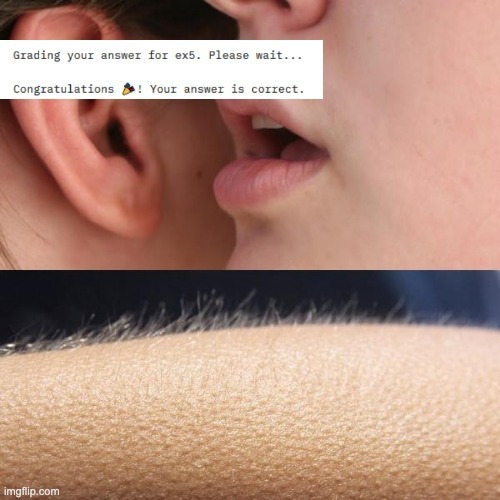 Grading your answer for ex5. Please wait...
Congratulations 🎉! Your answer is correct.
imgflip.com